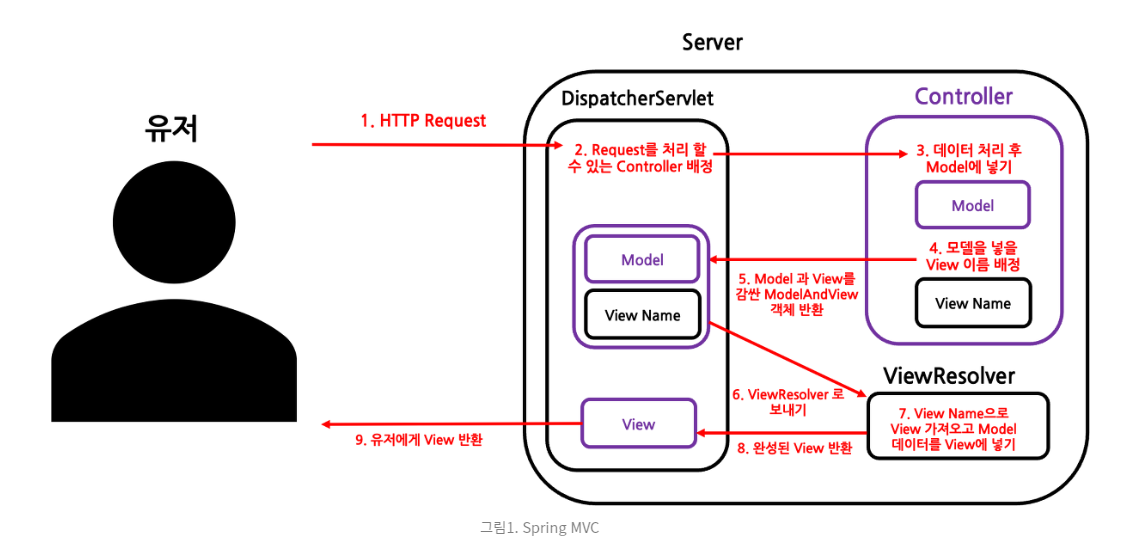 Server
유저
1. HTTP Request
DispatcherServlet
2. Request를 처리 할
수 있는 Controller 배정
Controller
3. 데이터 처리 후
Model에 넣기
Model
4. 모델을 넣을
View 이름 배정
View Name
Model
View Name
5. Model 과 View를
감싼 ModelAndView
객체 반환
6. ViewResolver 로
보내기
ViewResolver
7. View Name으로
View 가져오고 Model
데이터를 View에 넣기
8. 완성된 View 반환
View
9. 유저에게 View 반환
그림1. Spring MVC